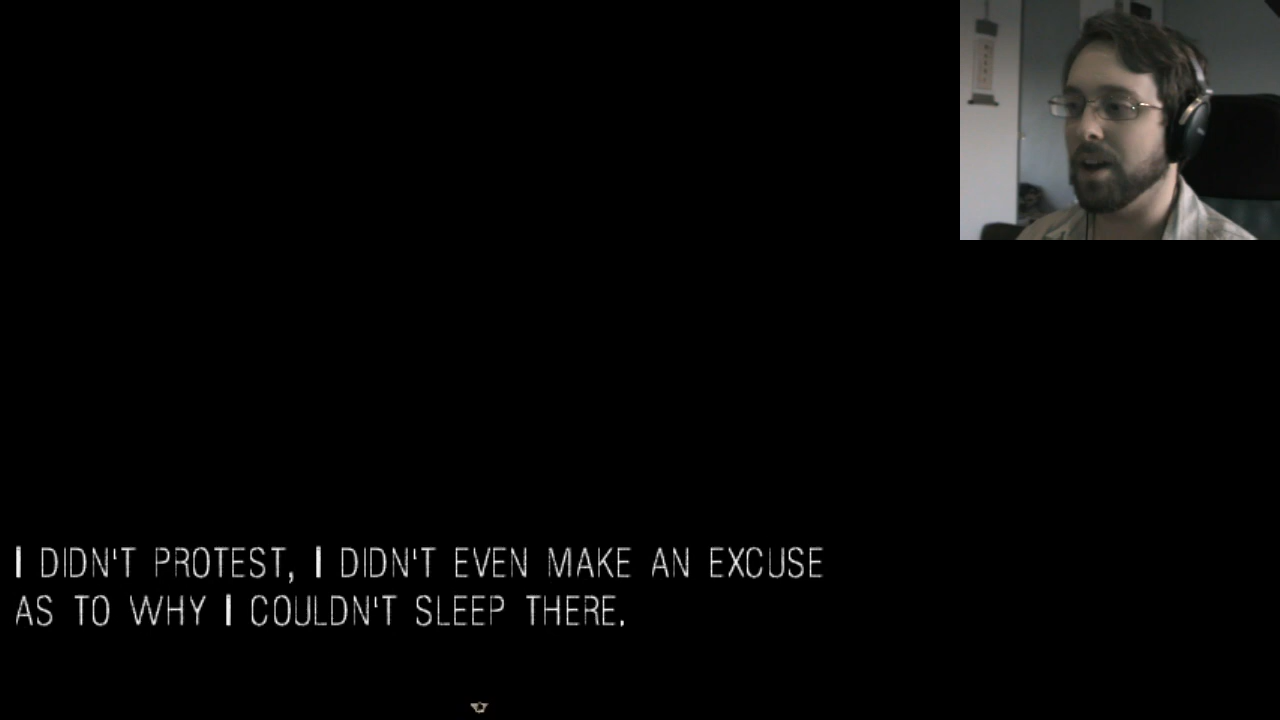 I DIDN'T PROTEST, I DIDN'T EVEN MAKE AN EXCUSE
AS TO WHY I COULDN'T SLEEP THERE.